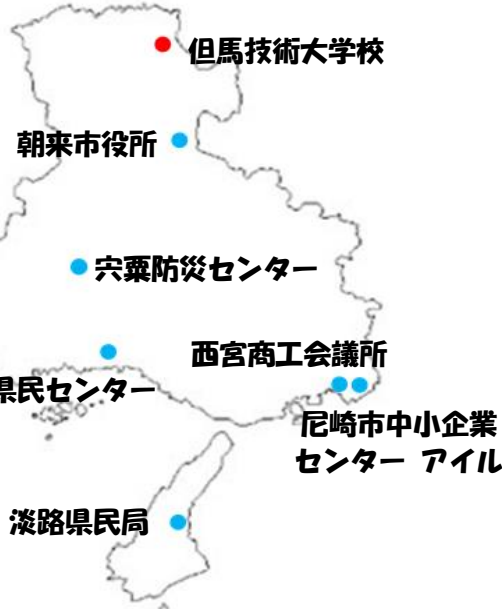 但馬技術大学校
朝来市役所
宍粟防災センター
西宮商工会議所
県民センター
尼崎市中小企業
センター アイル
淡路県民局